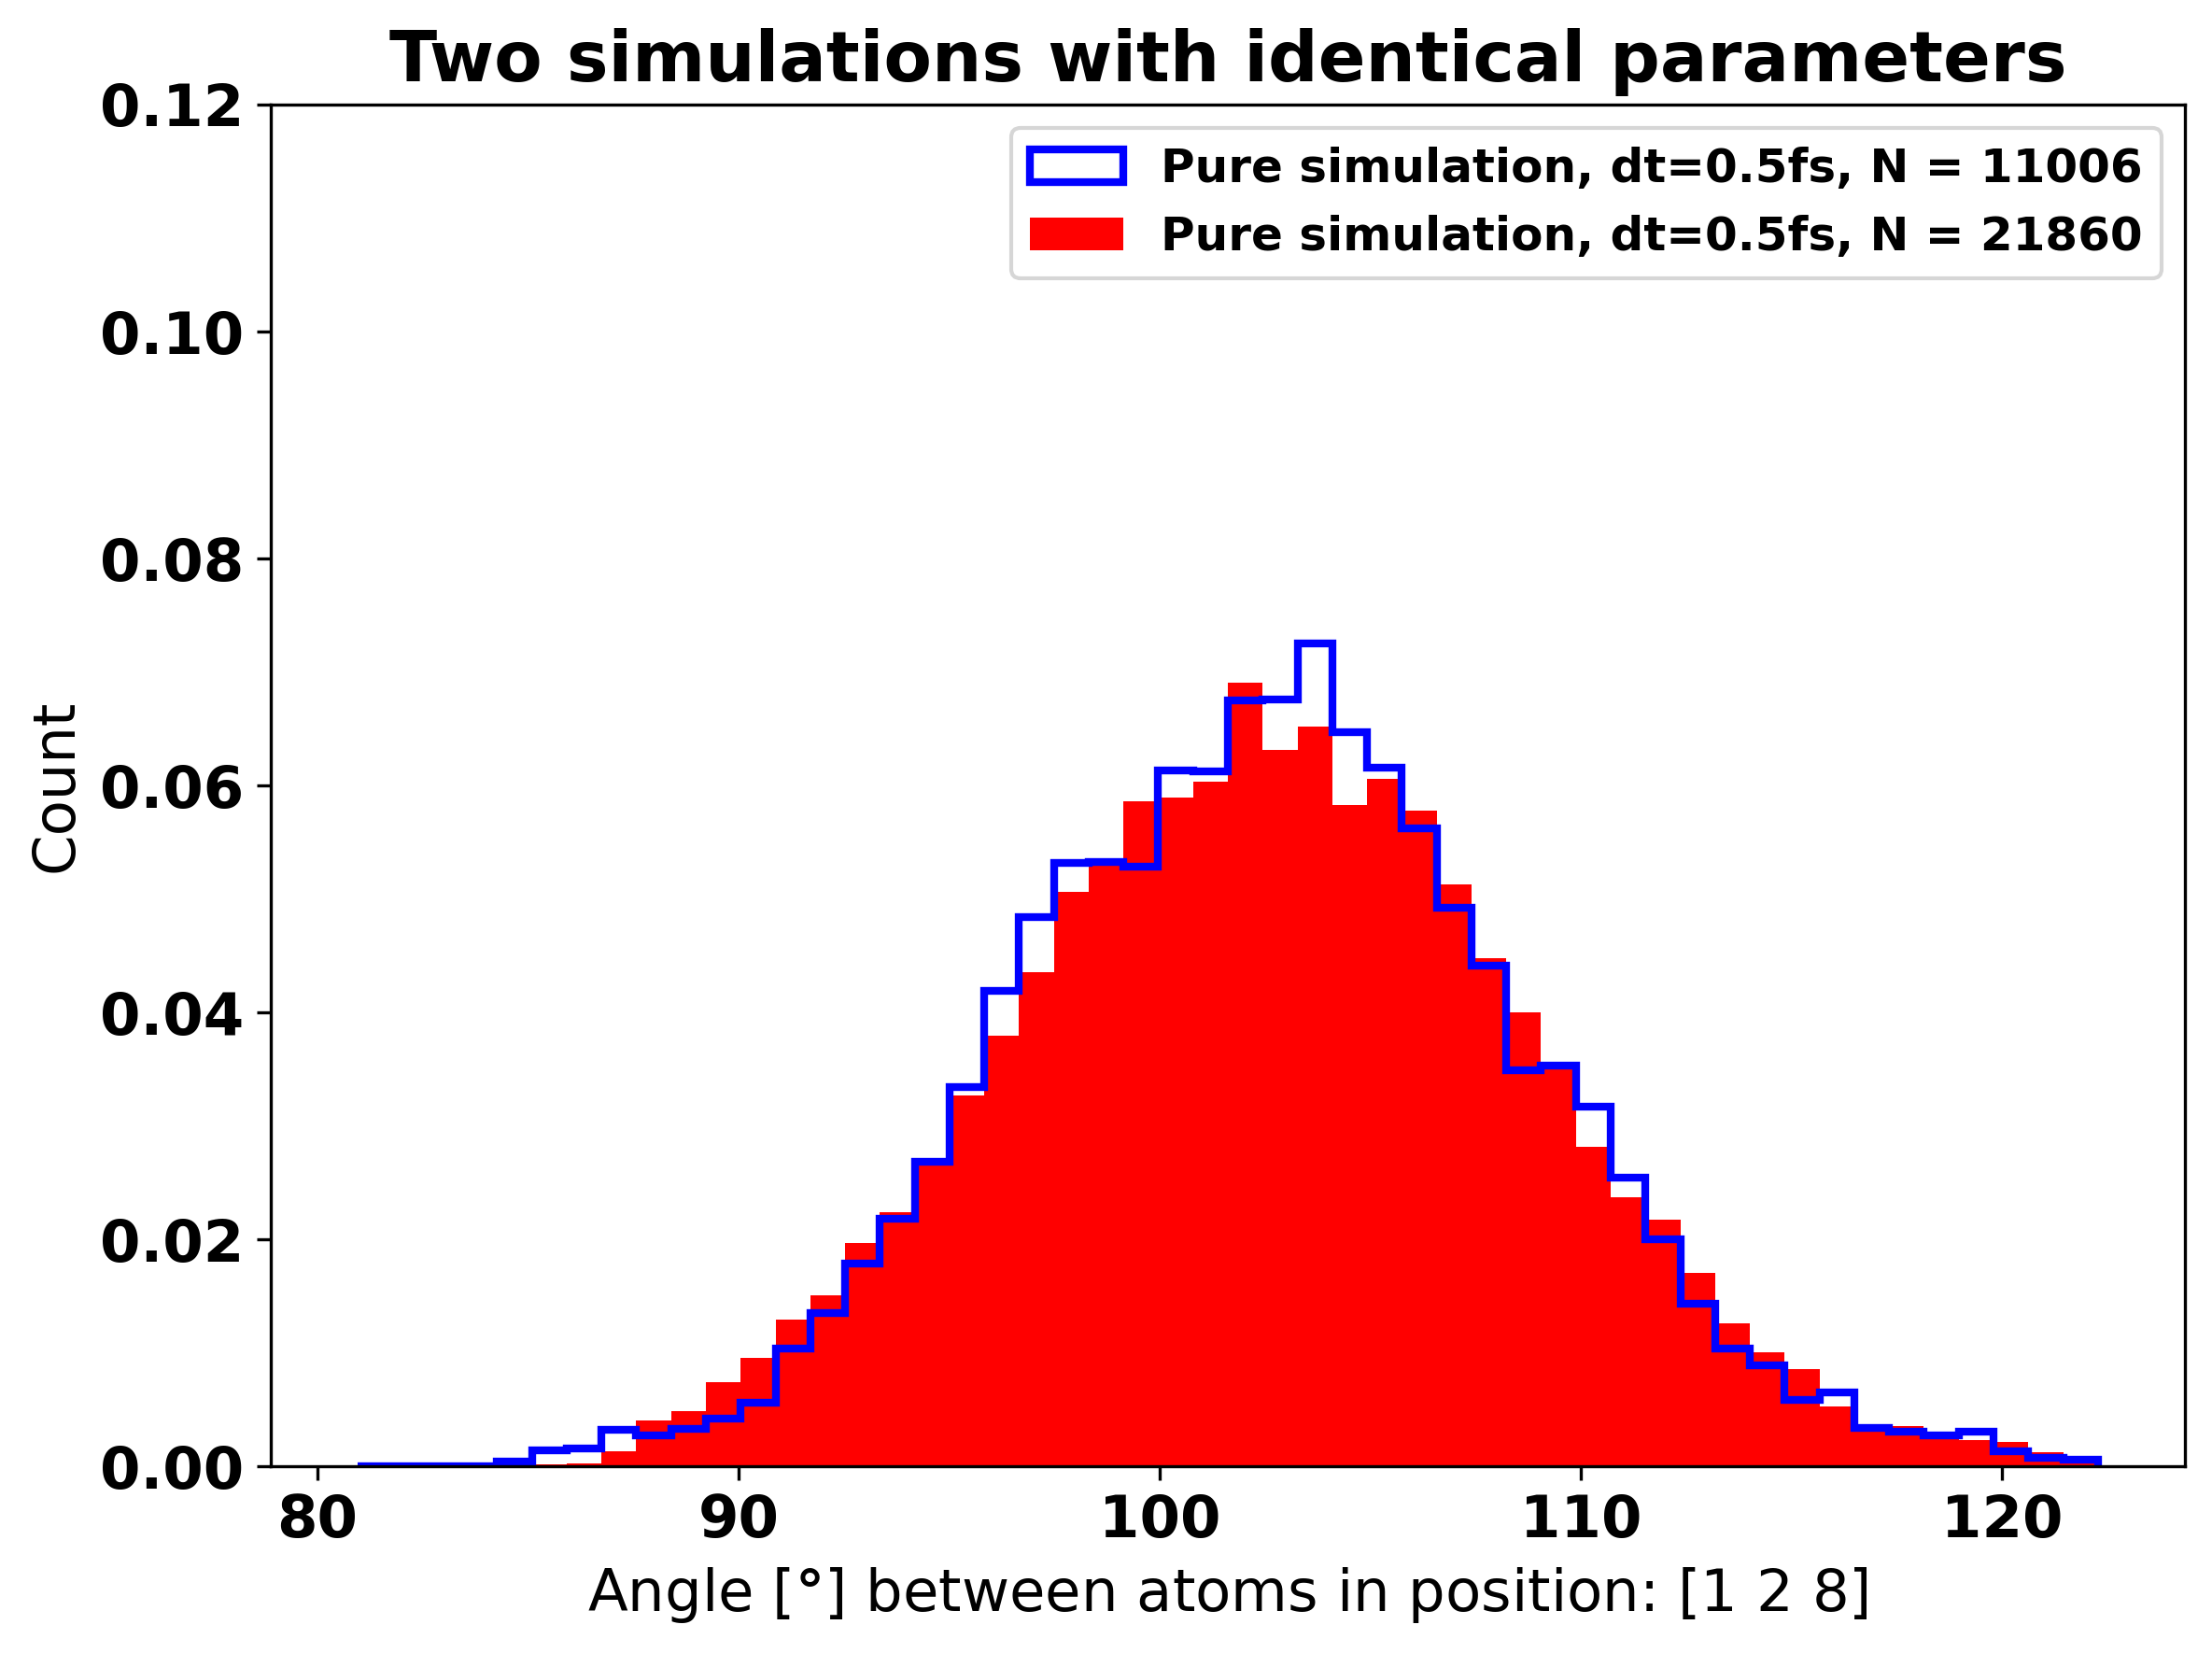 Two simulations with identical parameters
0.12
0.10
0.08
0.06
0.04
0.02
0.00
Count
Pure simulation, dt=0.5fs, N = 11006
Pure simulation, dt=0.5fs, N = 21860
80 90 100 110 120
Angle [°] between atoms in position: [1 2 8]